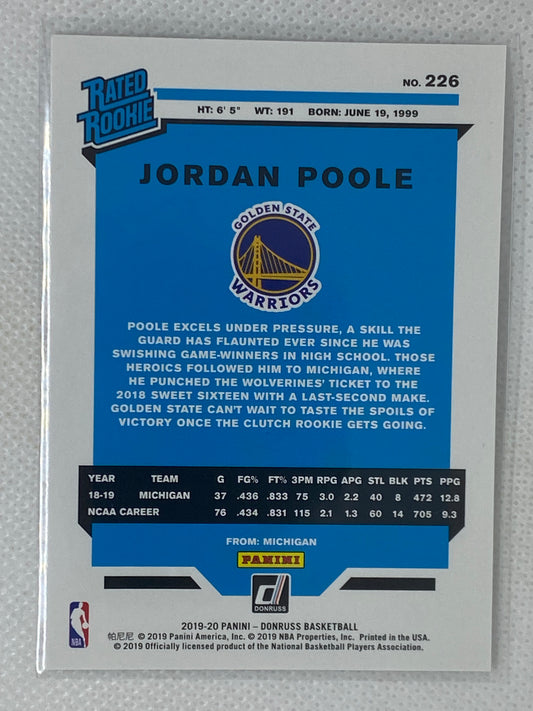 RATED
ROOKIE
NO. 226
HT: 6' 5" WT: 191 BORN: JUNE 19, 1999
JORDAN POOLE
GOLDEN STATE
WARRIORS
POOLE EXCELS UNDER PRESSURE, A SKILL THE
GUARD HAS FLAUNTED EVER SINCE HE WAS
SWISHING GAME-WINNERS IN HIGH SCHOOL. THOSE
HEROICS FOLLOWED HIM TO MICHIGAN, WHERE
HE PUNCHED THE WOLVERINES' TICKET TO THE
2018 SWEET SIXTEEN WITH A LAST-SECOND MAKE.
GOLDEN STATE CAN'T WAIT TO TASTE THE SPOILS OF
VICTORY ONCE THE CLUTCH ROOKIE GETS GOING.
YEAR TEAM G FG% FT% 3PM RPG APG STL BLK PTS PPG
18-19 MICHIGAN 37 .436 .833 75 3.0 2.2 40 8 472 12.8
NCAA CAREER 76 .434 .831 115 2.1 1.3 60 14 705 9.3
FROM: MICHIGAN
PANINI
DONRUSS
NBA
2019-20 PANINI – DONRUSS BASKETBALL
帕尼尼 © 2019 Panini America, Inc. © 2019 NBA Properties, Inc. Printed in the USA.
© 2019 Officially licensed product of the National Basketball Players Association.